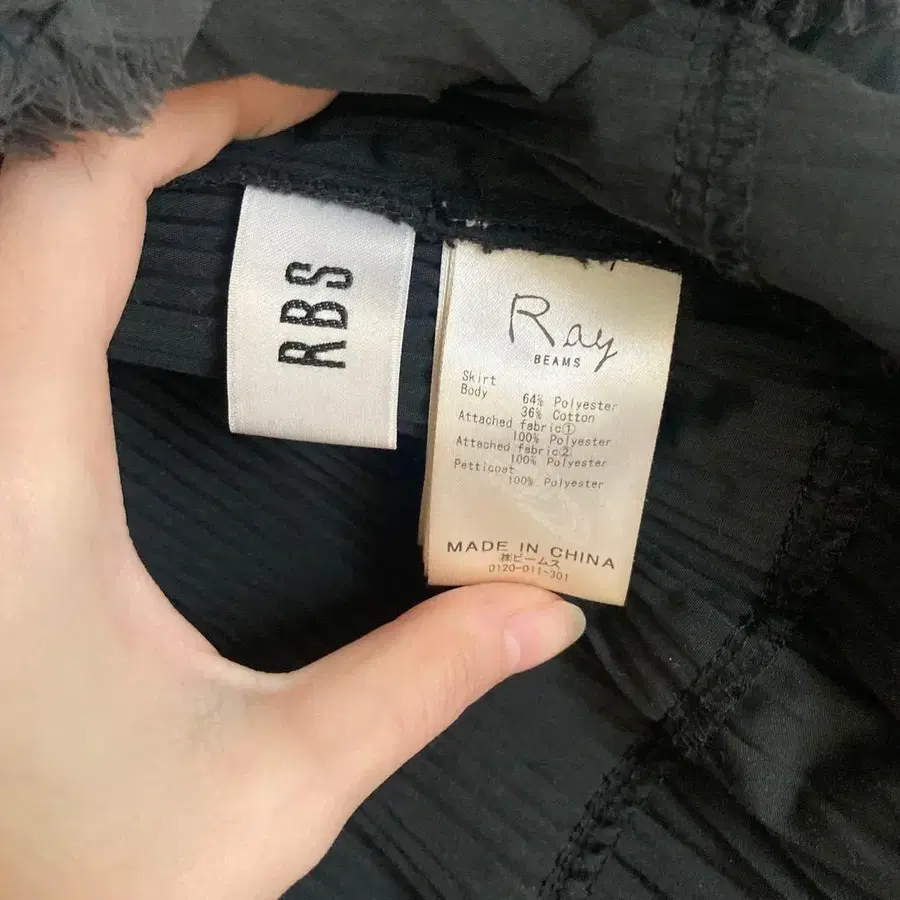 RBS
Ray
BEAMS
Skirt
Body
64% Polyester
36% Cotton
Attached fabric①
100% Polyester
Attached fabric②
100% Polyester
Petticoat
100% Polyester
MADE IN CHINA
㈱ビームス
0120-011-301